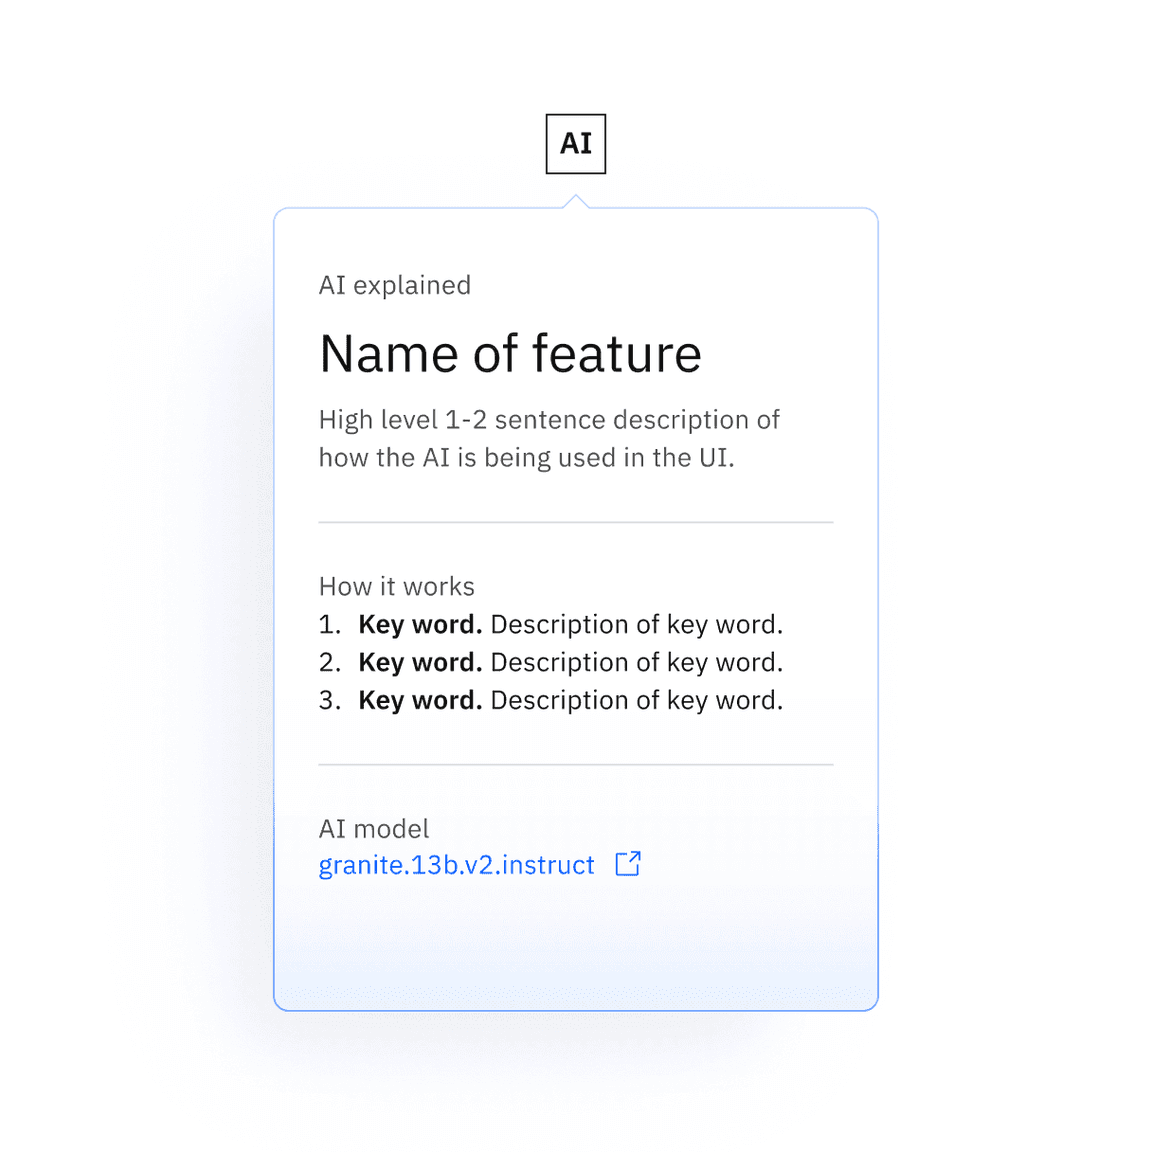 AI
AI explained
Name of feature
High level 1-2 sentence description of
how the AI is being used in the UI.
How it works
1. Key word. Description of key word.
2. Key word. Description of key word.
3. Key word. Description of key word.
AI model
granite.13b.v2.instruct